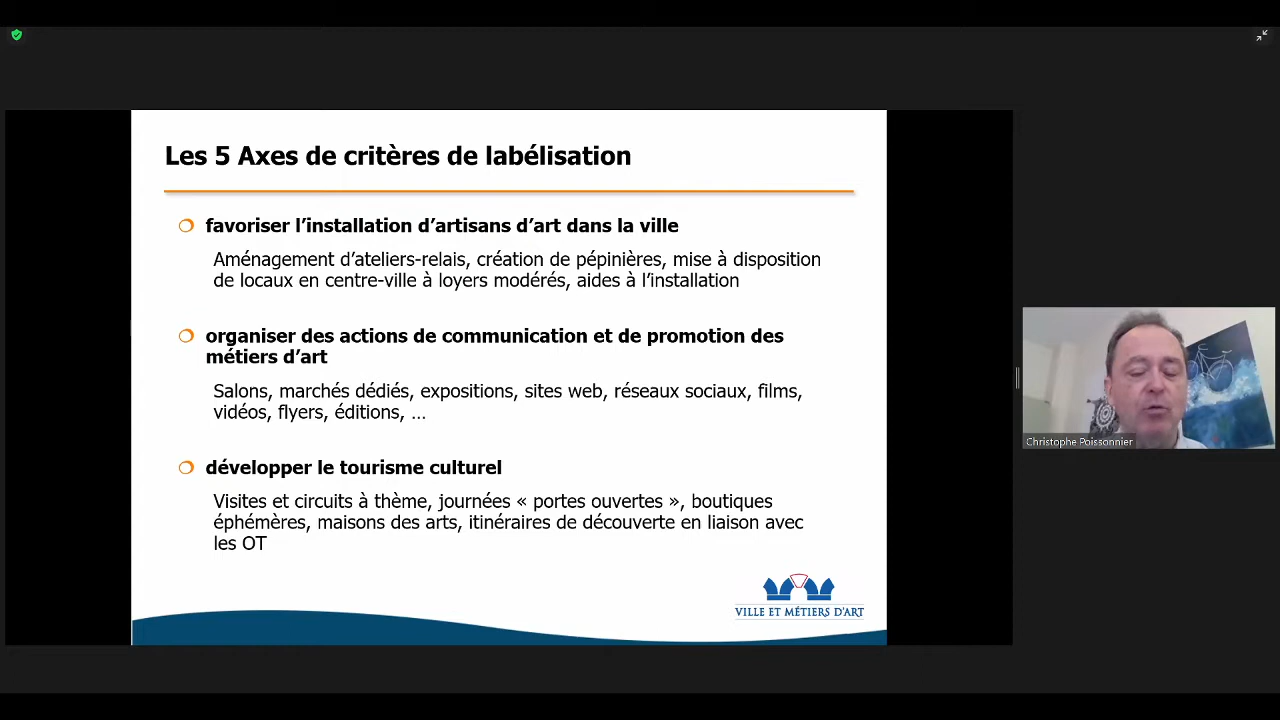 Les 5 Axes de critères de labélisation
favoriser l’installation d’artisans d’art dans la ville
Aménagement d’ateliers-relais, création de pépinières, mise à disposition
de locaux en centre-ville à loyers modérés, aides à l’installation
organiser des actions de communication et de promotion des
métiers d’art
Salons, marchés dédiés, expositions, sites web, réseaux sociaux, films,
vidéos, flyers, éditions, …
développer le tourisme culturel
Visites et circuits à thème, journées « portes ouvertes », boutiques
éphémères, maisons des arts, itinéraires de découverte en liaison avec
les OT
VILLE ET MÉTIERS D’ART
Christophe Poissonnier